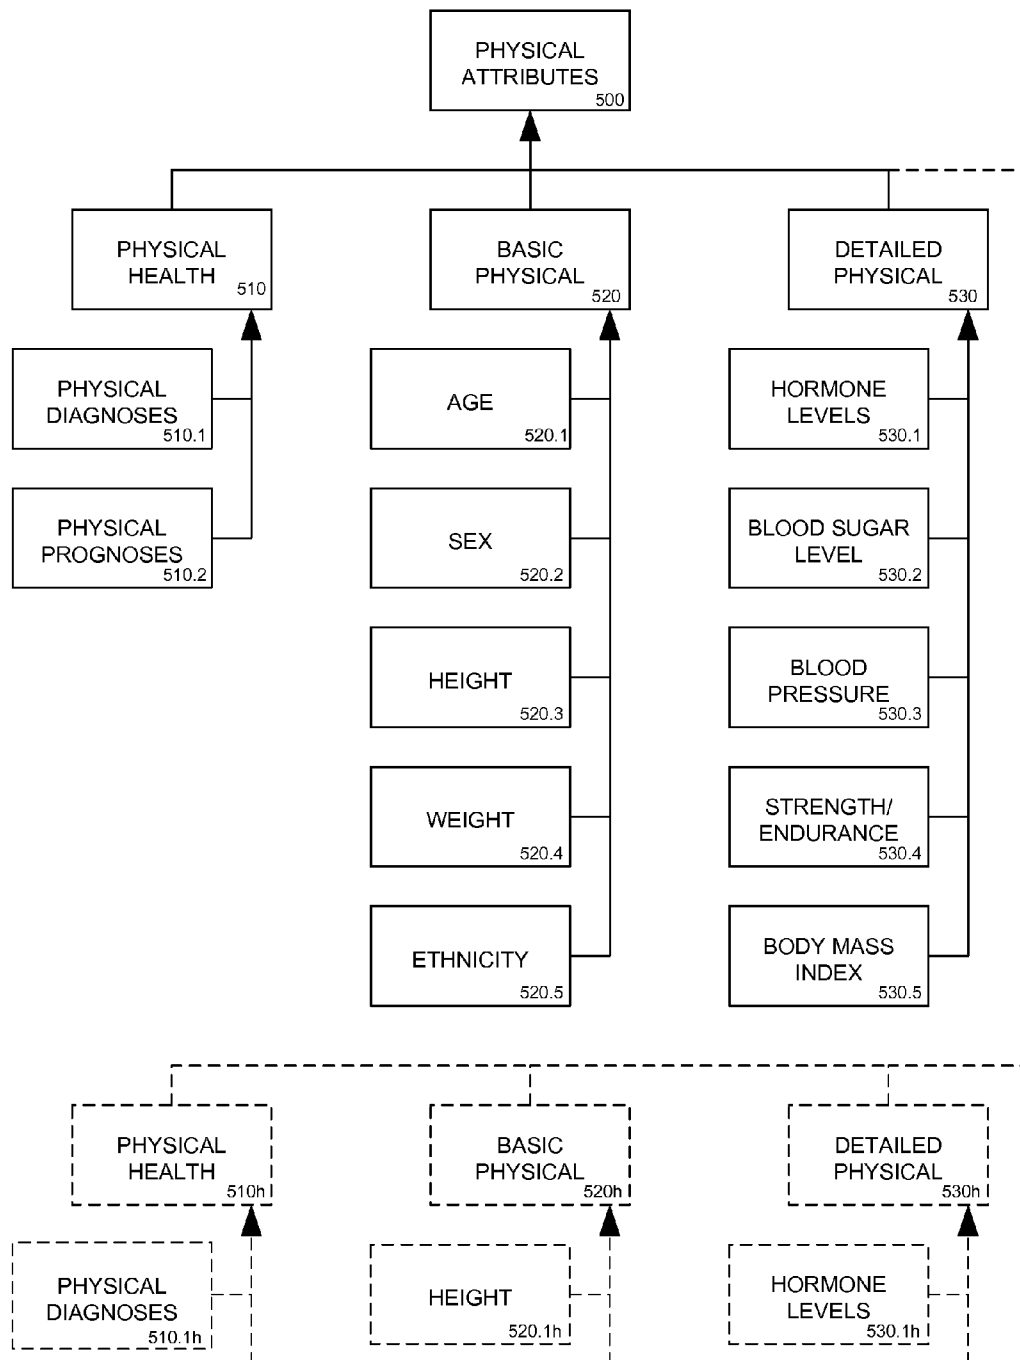 PHYSICAL
ATTRIBUTES
500
PHYSICAL
HEALTH
510
BASIC
PHYSICAL
520
DETAILED
PHYSICAL
530
PHYSICAL
DIAGNOSES
510.1
AGE
520.1
HORMONE
LEVELS
530.1
PHYSICAL
PROGNOSES
510.2
SEX
520.2
BLOOD SUGAR
LEVEL
530.2
HEIGHT
520.3
BLOOD
PRESSURE
530.3
WEIGHT
520.4
STRENGTH/
ENDURANCE
530.4
ETHNICITY
520.5
BODY MASS
INDEX
530.5
PHYSICAL
HEALTH
510h
BASIC
PHYSICAL
520h
DETAILED
PHYSICAL
530h
PHYSICAL
DIAGNOSES
510.1h
HEIGHT
520.1h
HORMONE
LEVELS
530.1h